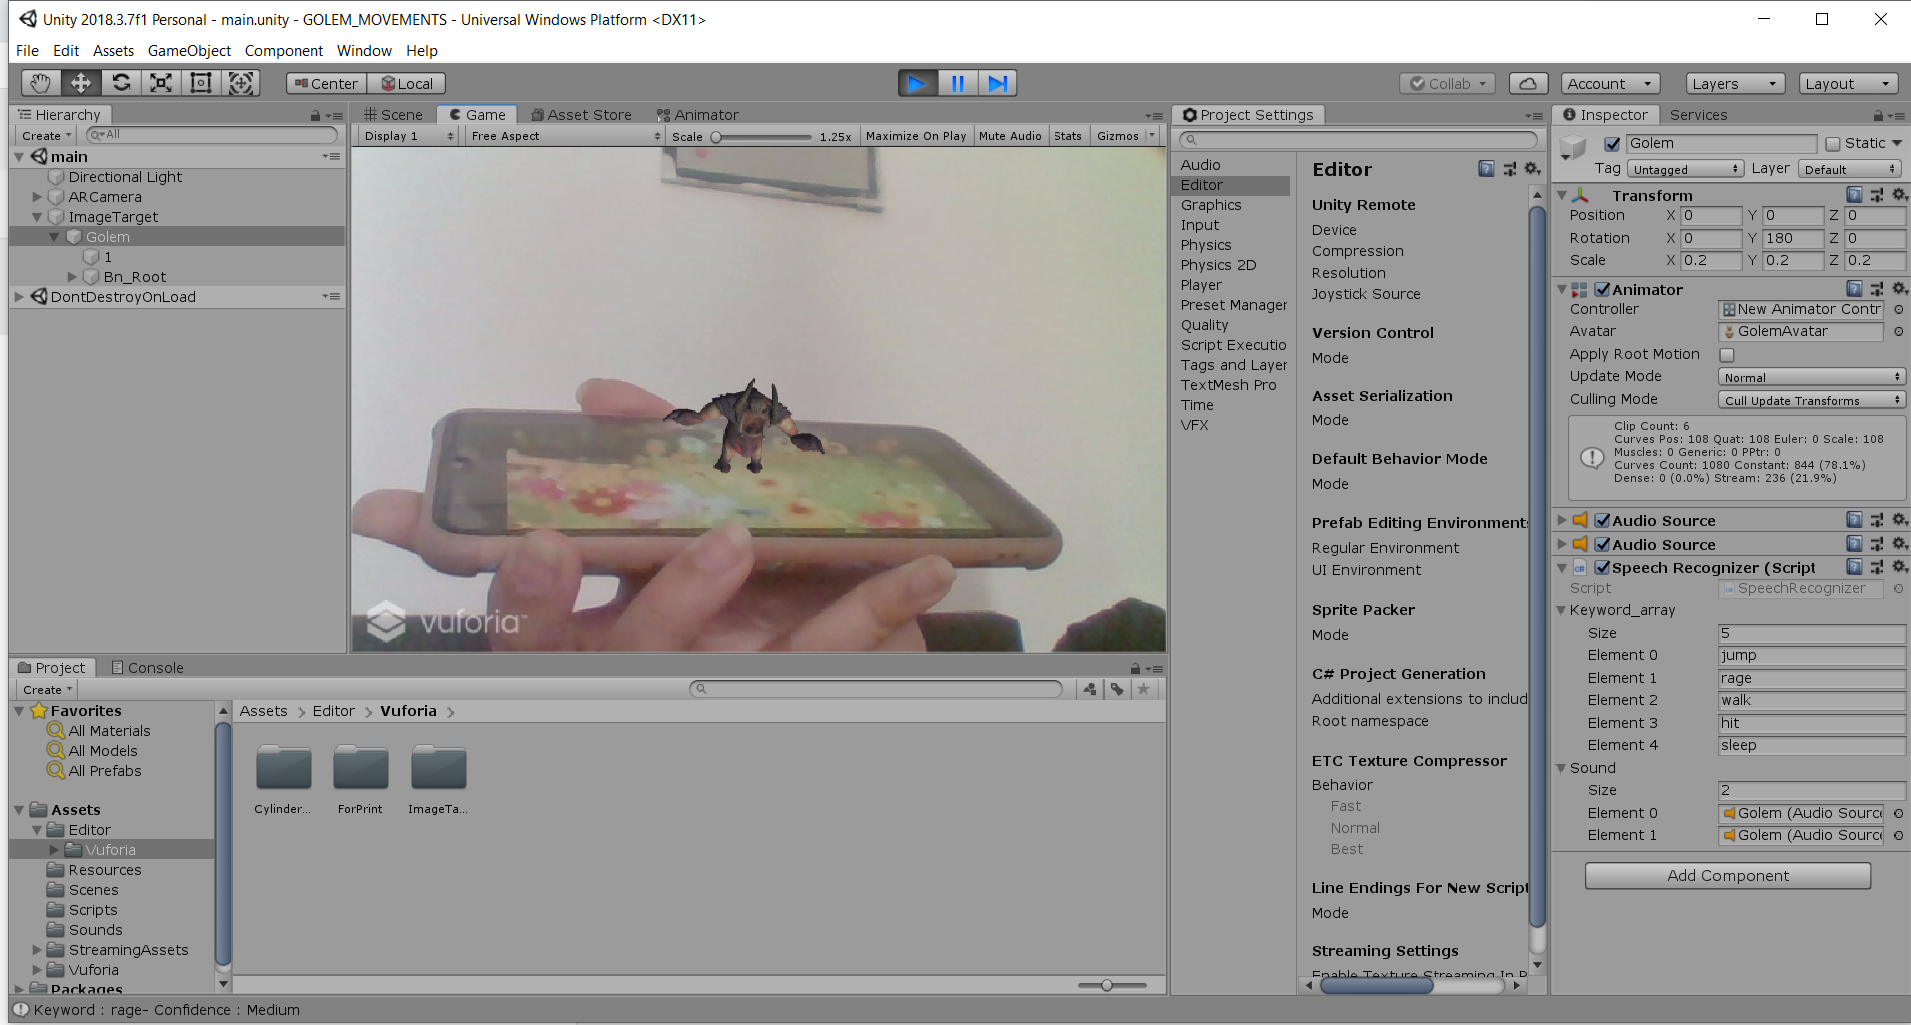 Unity 2018.3.7f1 Personal - main.unity - GOLEM_MOVEMENTS - Universal Windows Platform <DX11>
File Edit Assets GameObject Component Window Help
Center Local Collab Account Layers Layout
Hierarchy
Create All
main
Directional Light
ARCamera
ImageTarget
Golem
1
Bn_Root
DontDestroyOnLoad
Scene Game Asset Store Animator
Display 1 Free Aspect Scale 1.25x Maximize On Play Mute Audio Stats Gizmos
vuforia
Project Console
Create
Favorites
All Materials
All Models
All Prefabs
Assets
Editor
Vuforia
Resources
Scenes
Scripts
Sounds
StreamingAssets
Vuforia
Packages
Assets Editor Vuforia
Cylinder... ForPrint ImageTa...
Project Settings
Audio
Editor
Graphics
Input
Physics
Physics 2D
Player
Preset Manager
Quality
Script Executio
Tags and Layer
TextMesh Pro
Time
VFX
Editor
Unity Remote
Device
Compression
Resolution
Joystick Source
Version Control
Mode
Asset Serialization
Mode
Default Behavior Mode
Mode
Prefab Editing Environments
Regular Environment
UI Environment
Sprite Packer
Mode
C# Project Generation
Additional extensions to includ
Root namespace
ETC Texture Compressor
Behavior
Fast
Normal
Best
Line Endings For New Script
Mode
Streaming Settings
Enable Texture Streaming In P
Inspector Services
Golem Static
Tag Untagged Layer Default
Transform
Position X 0 Y 0 Z 0
Rotation X 0 Y 180 Z 0
Scale X 0.2 Y 0.2 Z 0.2
Animator
Controller New Animator Contr
Avatar GolemAvatar
Apply Root Motion
Update Mode Normal
Culling Mode Cull Update Transforms
Clip Count: 6
Curves Pos: 108 Quat: 108 Euler: 0 Scale: 108
Muscles: 0 Generic: 0 PPtr: 0
Curves Count: 1080 Constant: 844 (78.1%)
Dense: 0 (0.0%) Stream: 236 (21.9%)
Audio Source
Audio Source
Speech Recognizer (Script
Script SpeechRecognizer
Keyword_array
Size 5
Element 0 jump
Element 1 rage
Element 2 walk
Element 3 hit
Element 4 sleep
Sound
Size 2
Element 0 Golem (Audio Source
Element 1 Golem (Audio Source
Add Component
Keyword : rage- Confidence : Medium